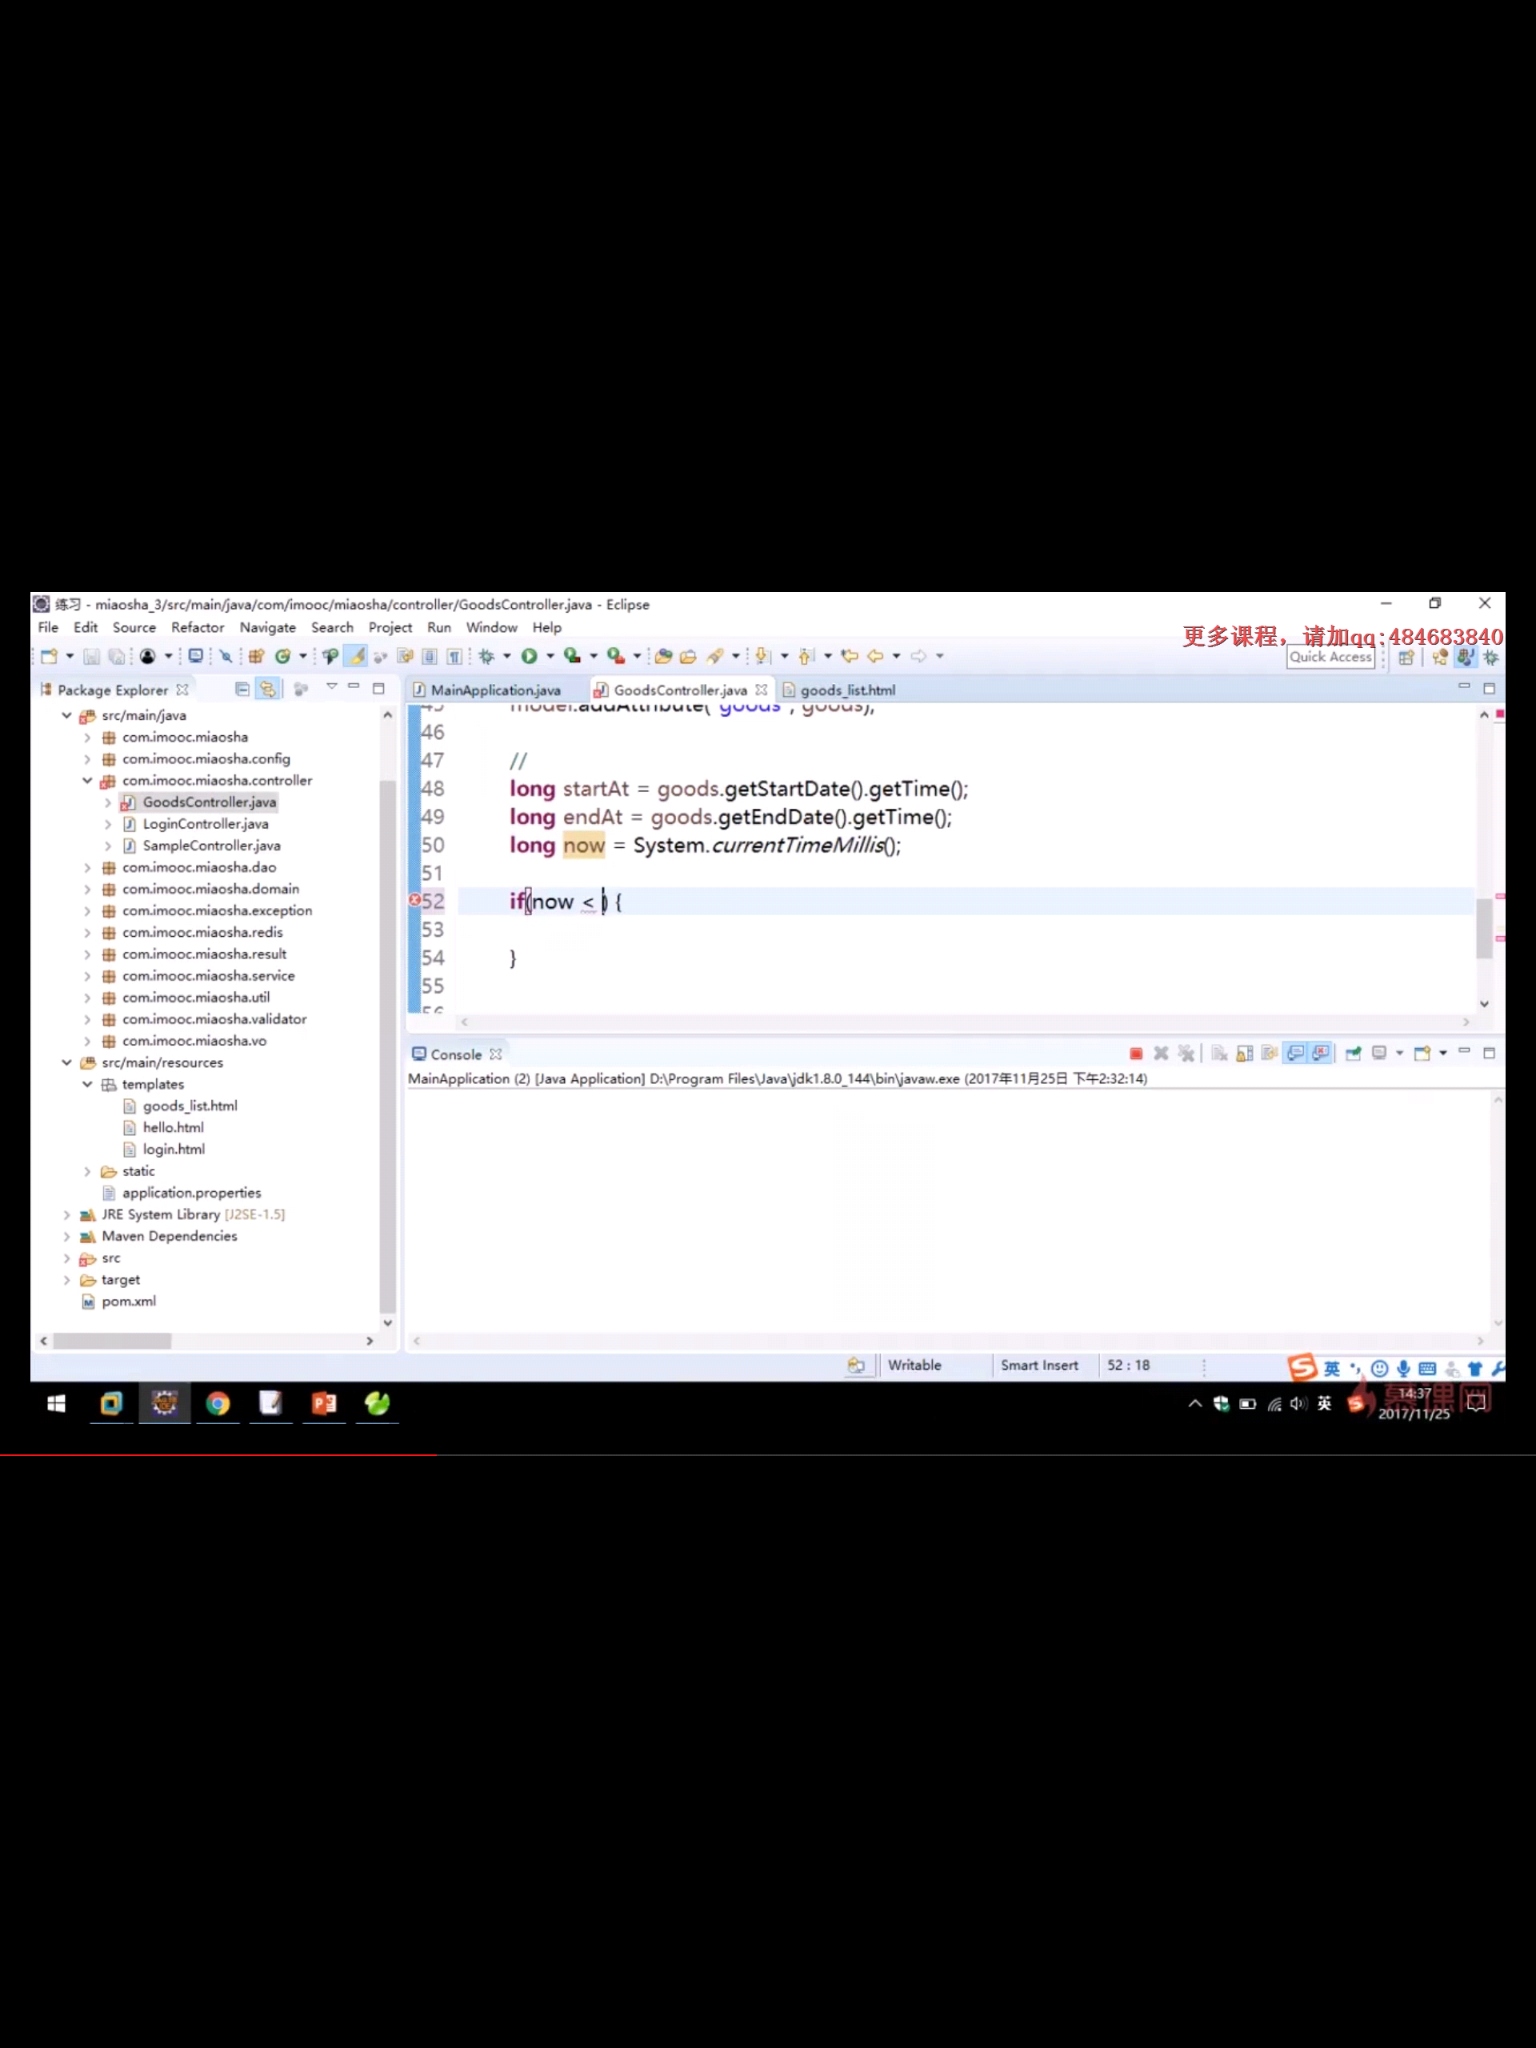 练习 - miaosha_3/src/main/java/com/imooc/miaosha/controller/GoodsController.java - Eclipse
File Edit Source Refactor Navigate Search Project Run Window Help
更多课程，请加qq:484683840
Quick Access
Package Explorer
src/main/java
com.imooc.miaosha
com.imooc.miaosha.config
com.imooc.miaosha.controller
GoodsController.java
LoginController.java
SampleController.java
com.imooc.miaosha.dao
com.imooc.miaosha.domain
com.imooc.miaosha.exception
com.imooc.miaosha.redis
com.imooc.miaosha.result
com.imooc.miaosha.service
com.imooc.miaosha.util
com.imooc.miaosha.validator
com.imooc.miaosha.vo
src/main/resources
templates
goods_list.html
hello.html
login.html
static
application.properties
JRE System Library [J2SE-1.5]
Maven Dependencies
src
target
pom.xml
MainApplication.java GoodsController.java goods_list.html
45 model.addAttribute("goods", goods);
46
47 //
48 long startAt = goods.getStartDate().getTime();
49 long endAt = goods.getEndDate().getTime();
50 long now = System.currentTimeMillis();
51
52 if(now < ) {
53
54 }
55
56
Console
MainApplication (2) [Java Application] D:\Program Files\Java\jdk1.8.0_144\bin\javaw.exe (2017年11月25日 下午2:32:14)
Writable Smart Insert 52 : 18
英
英
14:37
慕课网
2017/11/25